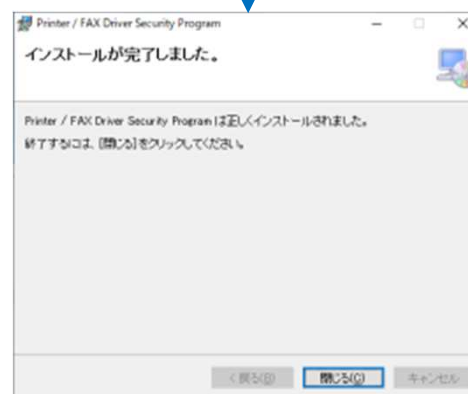 Printer / FAX Driver Security Program
インストールが完了しました。
Printer / FAX Driver Security Program は正しくインストールされました。
終了するには、[閉じる]をクリックしてください。
< 戻る(B)
閉じる(C)
キャンセル